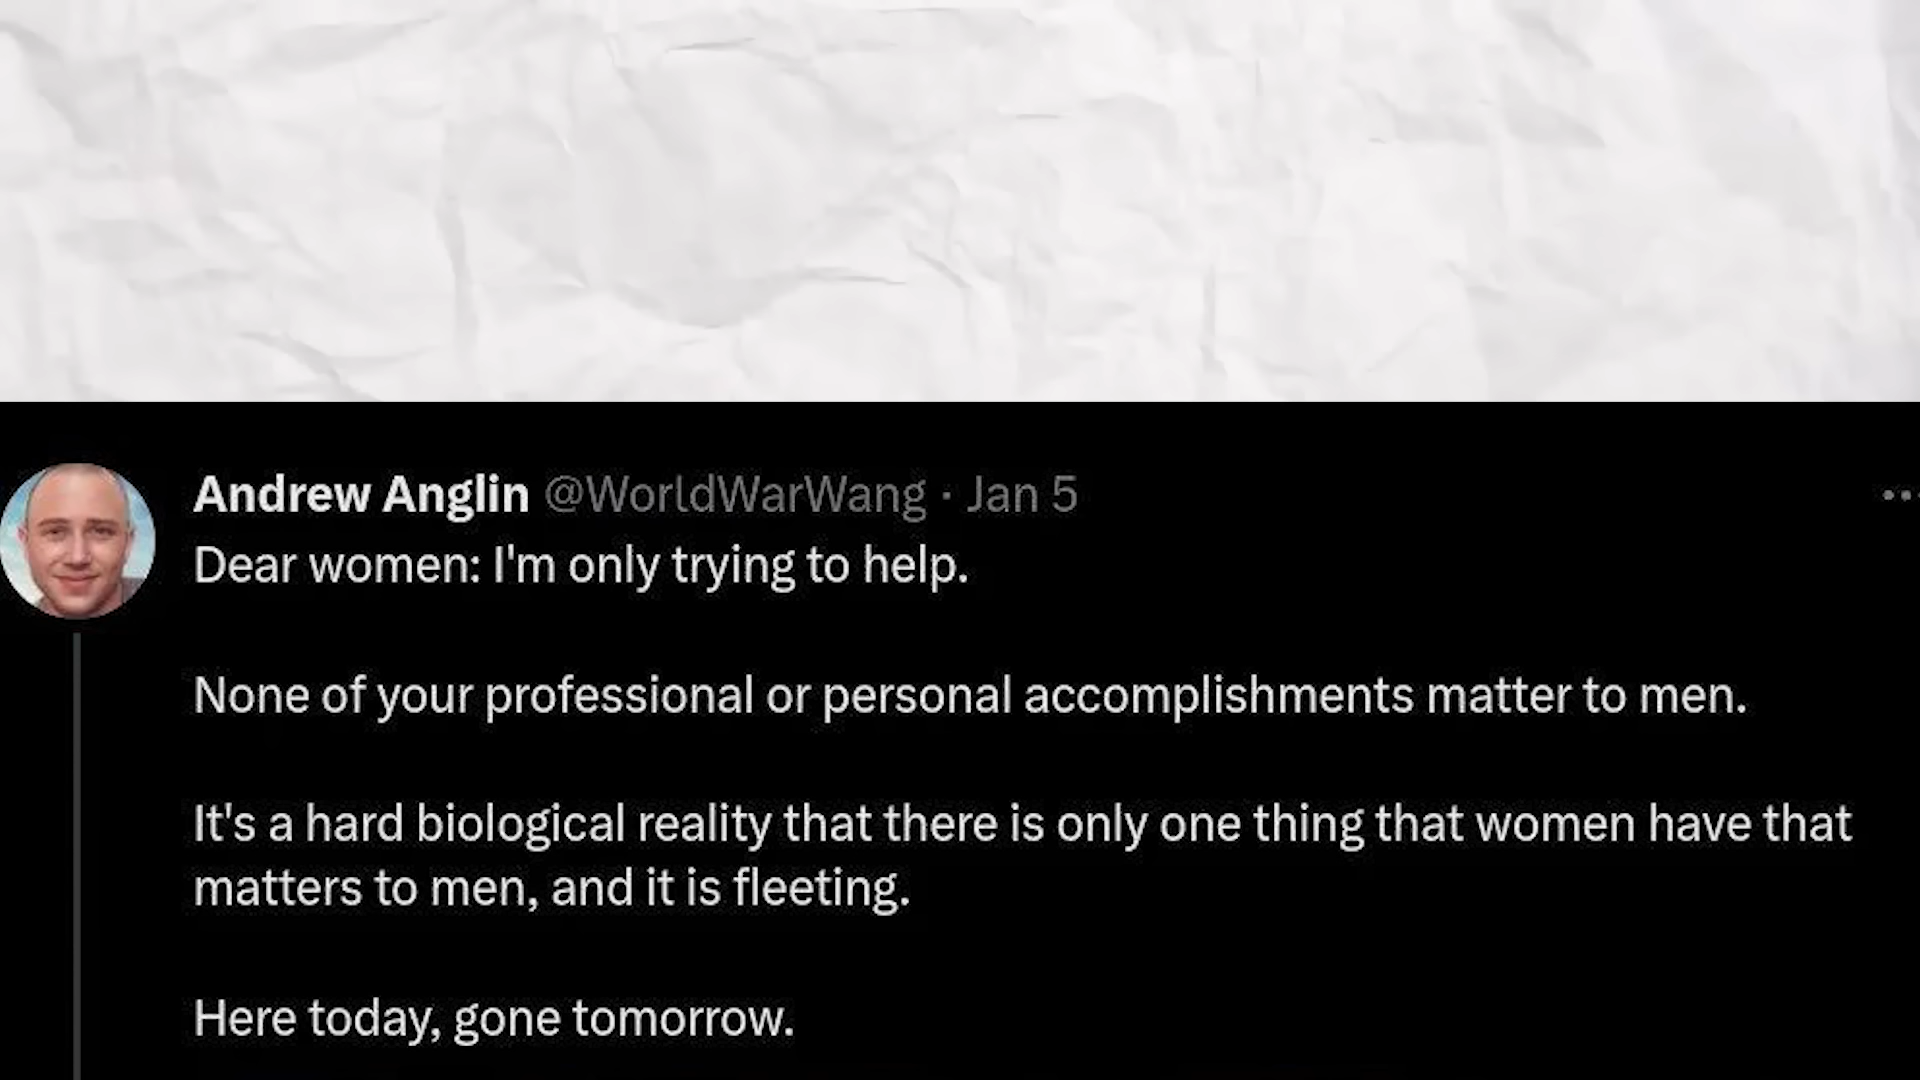 Andrew Anglin @WorldWarWang · Jan 5
Dear women: I'm only trying to help.
None of your professional or personal accomplishments matter to men.
It's a hard biological reality that there is only one thing that women have that
matters to men, and it is fleeting.
Here today, gone tomorrow.